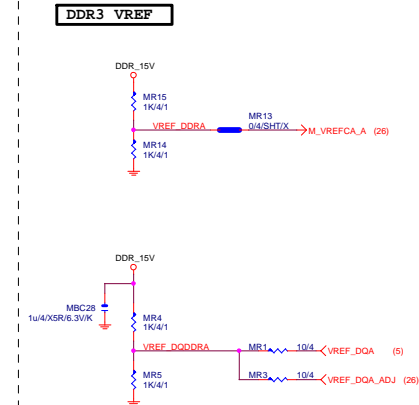 DDR3 VREF
DDR_15V
MR15
1K/4/1
VREF_DDRA
MR13
0/4/SHT/X
M_VREFCA_A (26)
MR14
1K/4/1
DDR_15V
MBC28
1u/4/X5R/6.3V/K
MR4
1K/4/1
VREF_DQDDRA
MR1 10/4 VREF_DQA (5)
MR5
1K/4/1
MR3 10/4 VREF_DQA_ADJ (26)